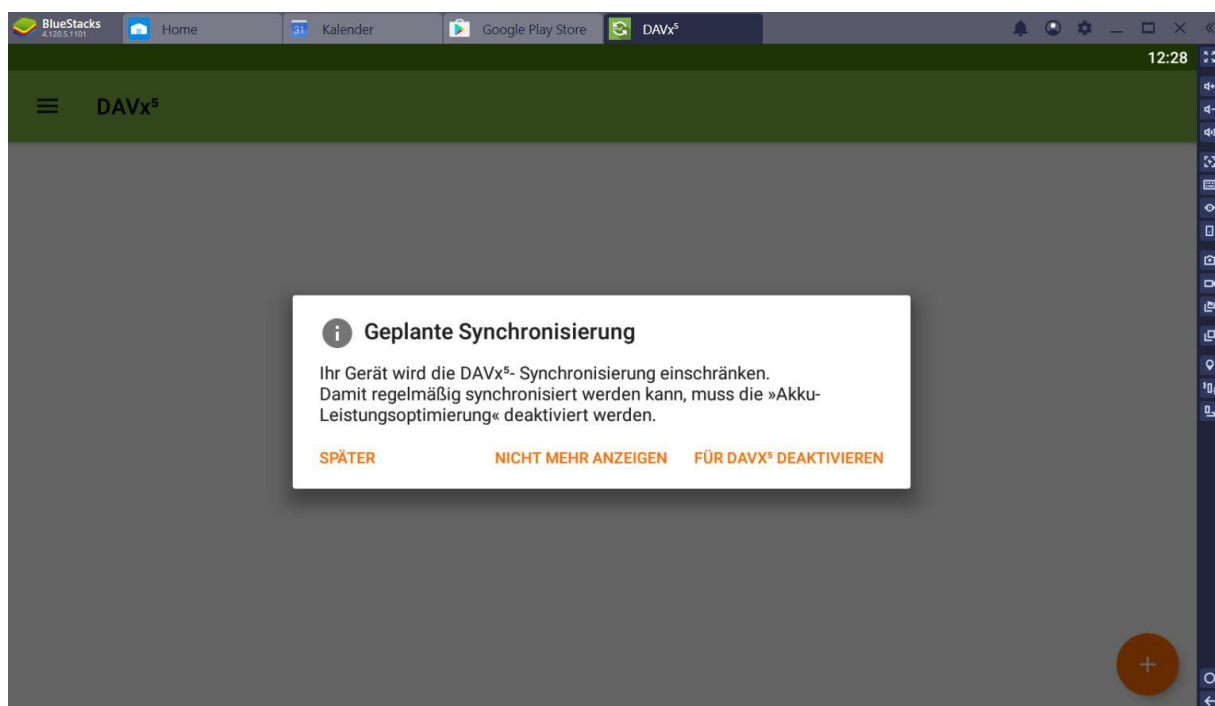 BlueStacks
4.120.5.1101
Home
31 Kalender
Google Play Store
DAVx⁵
12:28
DAVx⁵
Geplante Synchronisierung
Ihr Gerät wird die DAVx⁵- Synchronisierung einschränken.
Damit regelmäßig synchronisiert werden kann, muss die »Akku-
Leistungsoptimierung« deaktiviert werden.
SPÄTER NICHT MEHR ANZEIGEN FÜR DAVX⁵ DEAKTIVIEREN